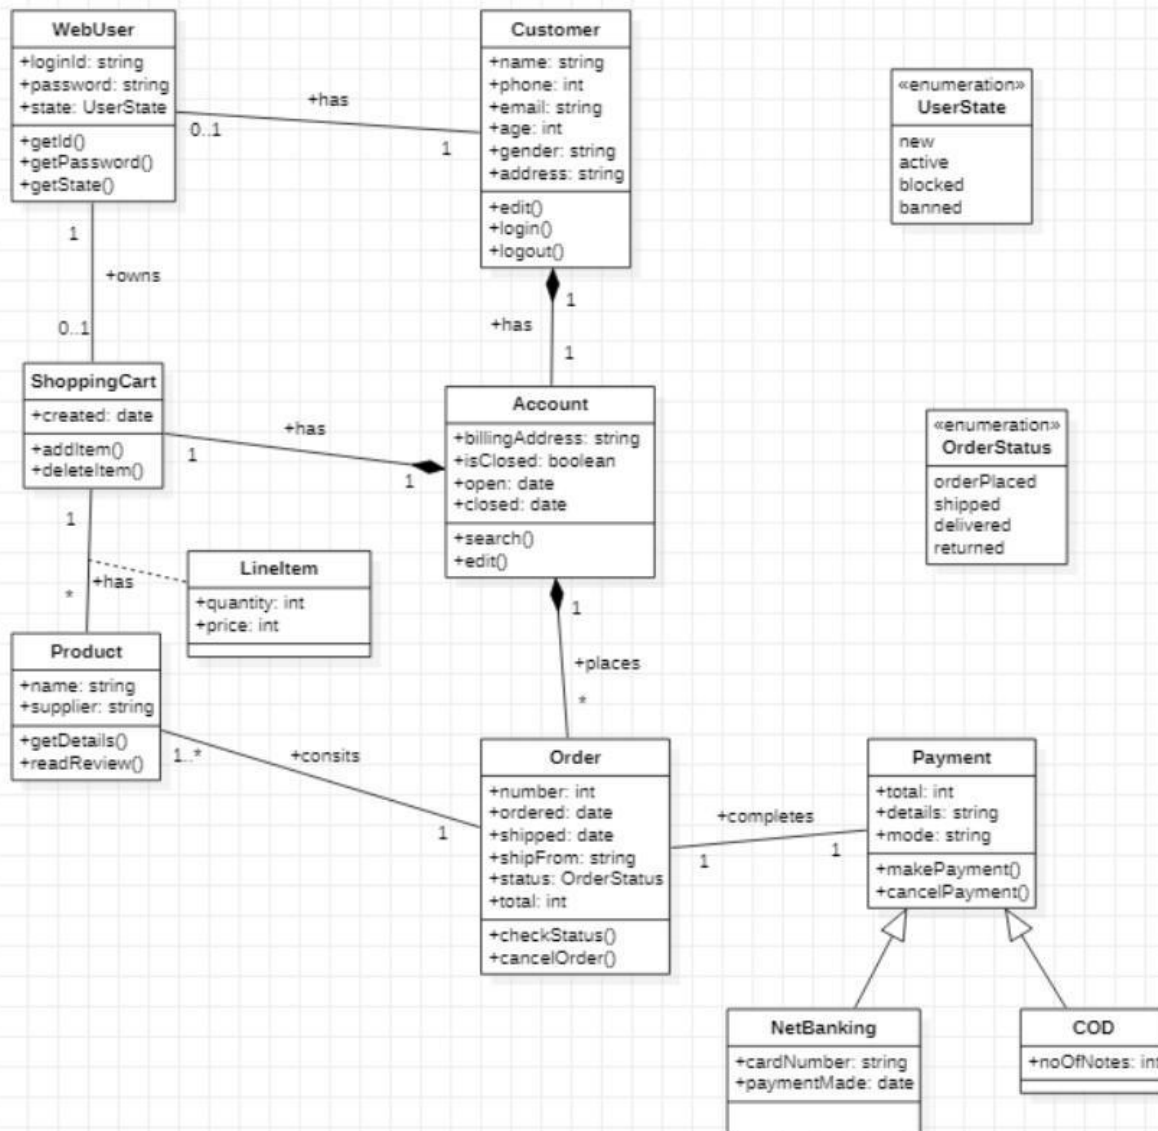 WebUser
+loginId: string
+password: string
+state: UserState
+getId()
+getPassword()
+getState()
+has
0..1
1
Customer
+name: string
+phone: int
+email: string
+age: int
+gender: string
+address: string
+edit()
+login()
+logout()
«enumeration»
UserState
new
active
blocked
banned
1
+owns
0..1
1
+has
1
ShoppingCart
+created: date
+addItem()
+deleteItem()
+has
1
1
Account
+billingAddress: string
+isClosed: boolean
+open: date
+closed: date
+search()
+edit()
«enumeration»
OrderStatus
orderPlaced
shipped
delivered
returned
1
+has
*
LineItem
+quantity: int
+price: int
1
+places
*
Product
+name: string
+supplier: string
+getDetails()
+readReview()
1..*
+consits
1
Order
+number: int
+ordered: date
+shipped: date
+shipFrom: string
+status: OrderStatus
+total: int
+checkStatus()
+cancelOrder()
+completes
1
1
Payment
+total: int
+details: string
+mode: string
+makePayment()
+cancelPayment()
NetBanking
+cardNumber: string
+paymentMade: date
COD
+noOfNotes: int